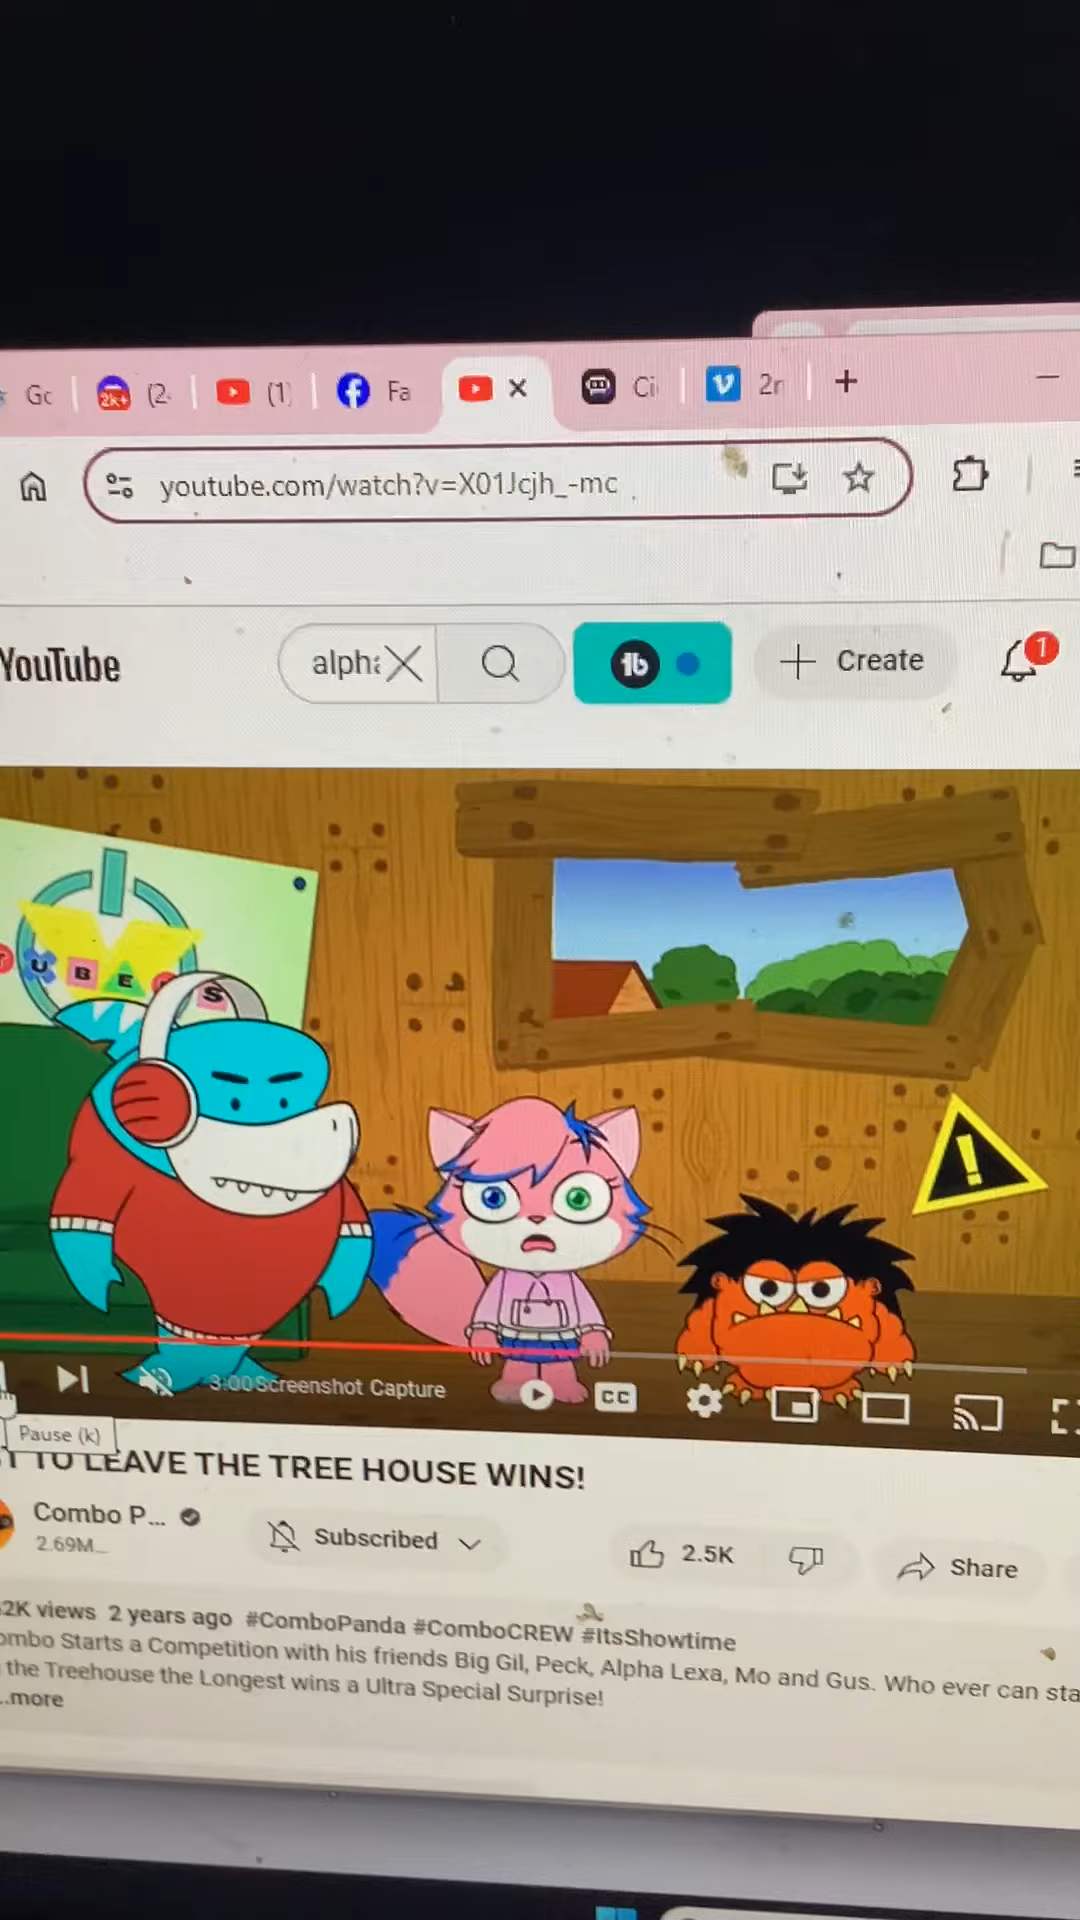 Gc (2. (1) Fa Ci 2r
2k+
youtube.com/watch?v=X01Jcjh_-mc
YouTube alpha Create 1
UBE S
3:00 Screenshot Capture CC
Pause (k)
TO LEAVE THE TREE HOUSE WINS!
Combo P...
2.69M...
Subscribed 2.5K Share
2K views 2 years ago #ComboPanda #ComboCREW #ItsShowtime
ombo Starts a Competition with his friends Big Gil, Peck, Alpha Lexa, Mo and Gus. Who ever can sta
the Treehouse the Longest wins a Ultra Special Surprise!
...more